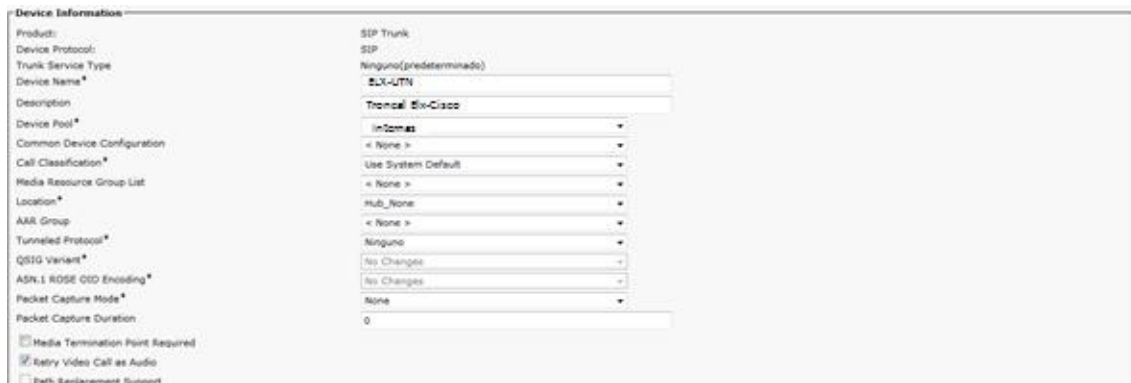 Device Information
Product: SIP Trunk
Device Protocol: SIP
Trunk Service Type Ninguno(predeterminado)
Device Name* ELX-UTN
Description Troncal Elx-Cisco
Device Pool* Internas
Common Device Configuration < None >
Call Classification* Use System Default
Media Resource Group List < None >
Location* Hub_None
AAR Group < None >
Tunneled Protocol* Ninguno
QSIG Variant* No Changes
ASN.1 ROSE OID Encoding* No Changes
Packet Capture Mode* None
Packet Capture Duration 0
Media Termination Point Required
Retry Video Call as Audio
Path Replacement Support